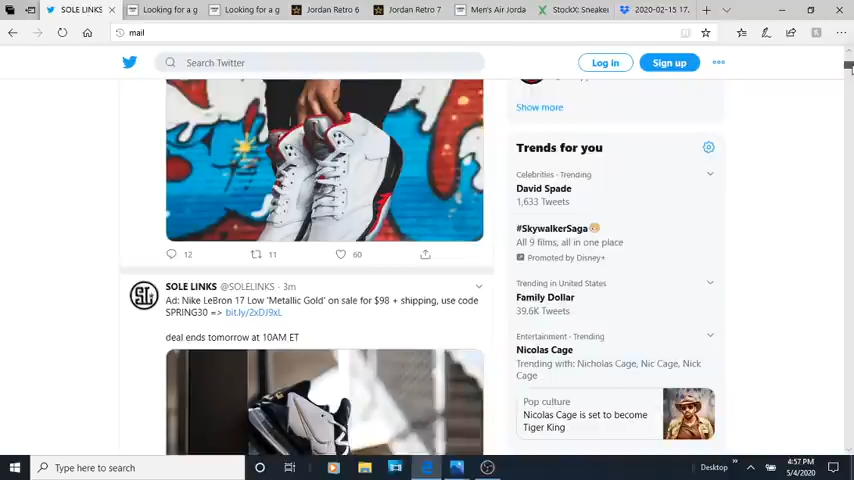 SOLE LINKS
Looking for a g
Looking for a g
Jordan Retro 6
Jordan Retro 7
Men's Air Jorda
StockX: Sneaker
2020-02-15 17.
mail
Search Twitter
Log in
Sign up
Show more
12
11
60
SOLE LINKS @SOLELINKS · 3m
Ad: Nike LeBron 17 Low 'Metallic Gold' on sale for $98 + shipping, use code
SPRING30 => bit.ly/2xDJ9xL
deal ends tomorrow at 10AM ET
Trends for you
Celebrities · Trending
David Spade
1,633 Tweets
#SkywalkerSaga
All 9 films, all in one place
Promoted by Disney+
Trending in United States
Family Dollar
39.6K Tweets
Entertainment · Trending
Nicolas Cage
Trending with: Nicholas Cage, Nic Cage, Nick
Cage
Pop culture
Nicolas Cage is set to become
Tiger King
Type here to search
Desktop
4:57 PM
5/4/2020